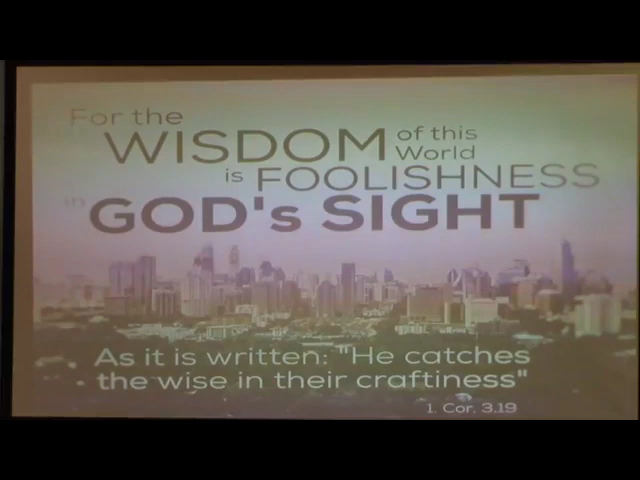 For the
WISDOM of this World
is FOOLISHNESS
in GOD's SIGHT
As it is written: "He catches
the wise in their craftiness"
1. Cor. 3.19